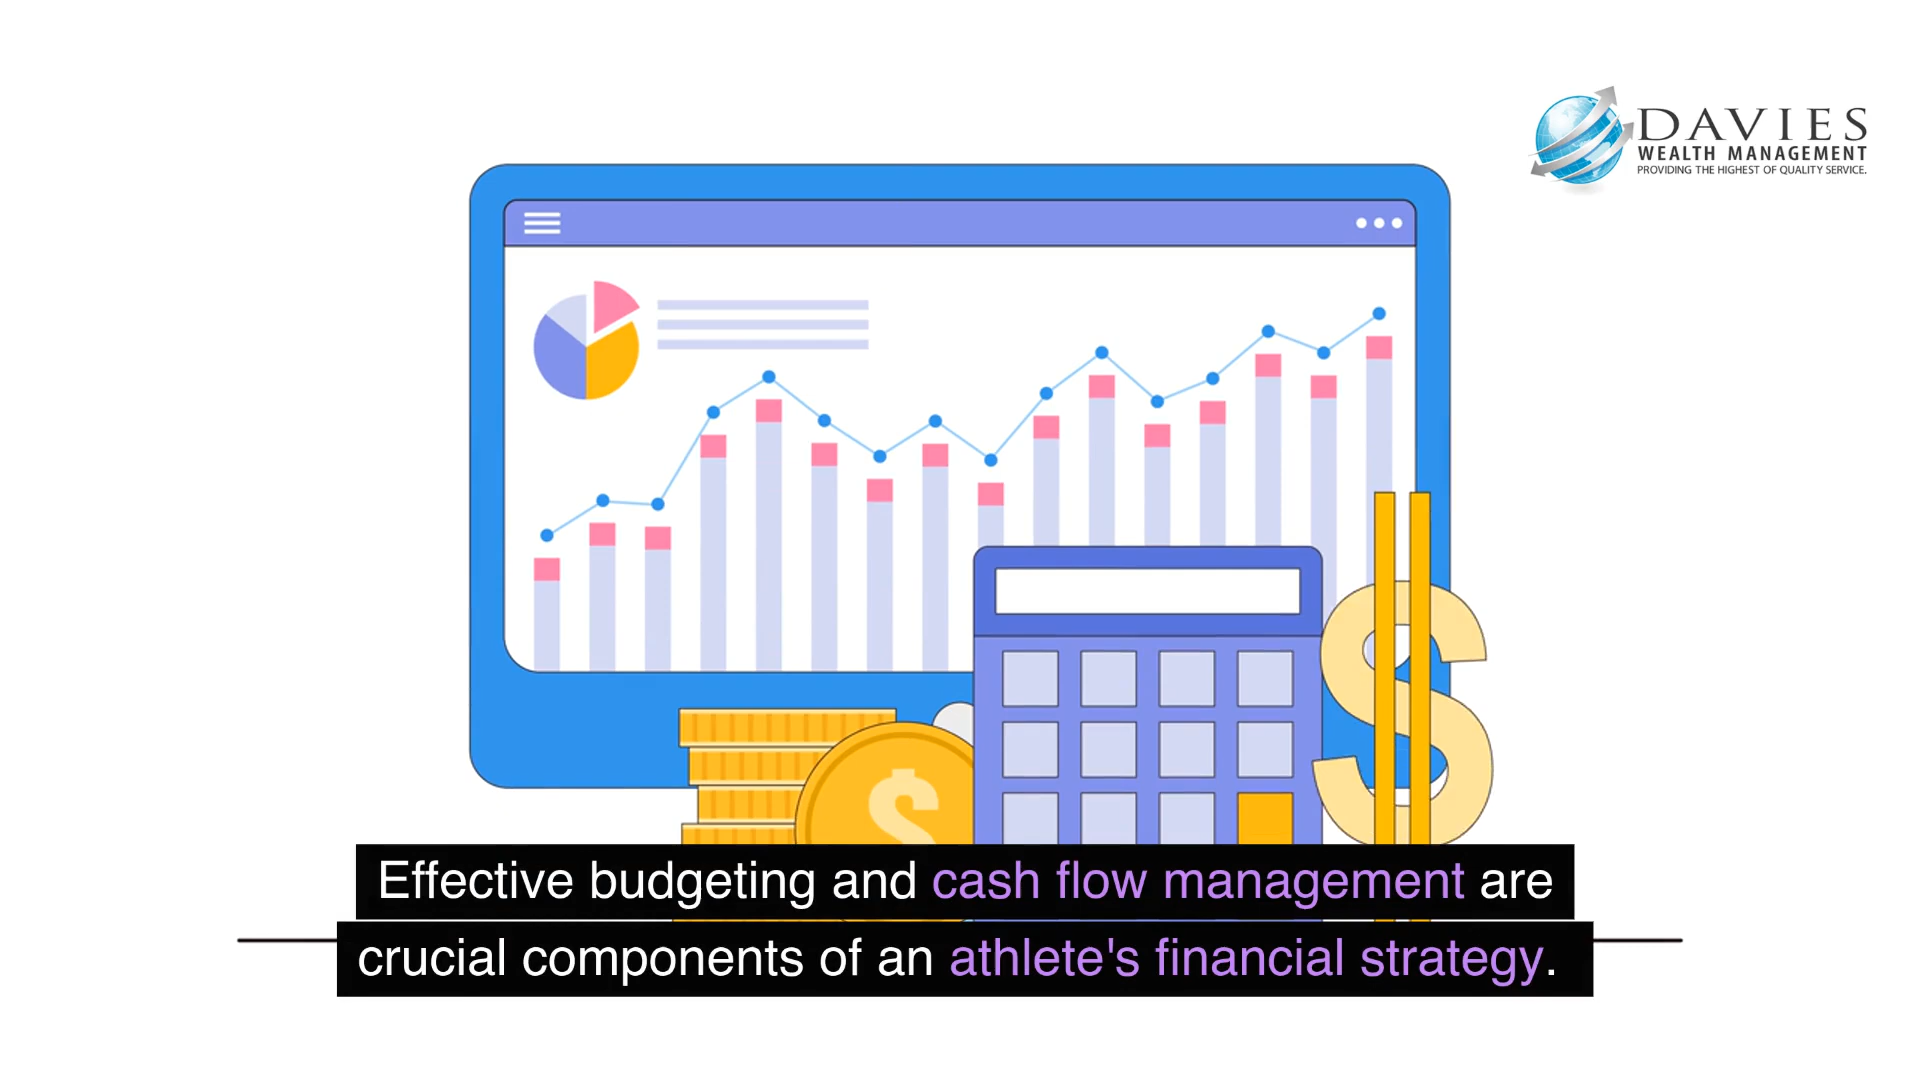 DAVIES
WEALTH MANAGEMENT
PROVIDING THE HIGHEST OF QUALITY SERVICE.
$
$
Effective budgeting and cash flow management are
crucial components of an athlete's financial strategy.